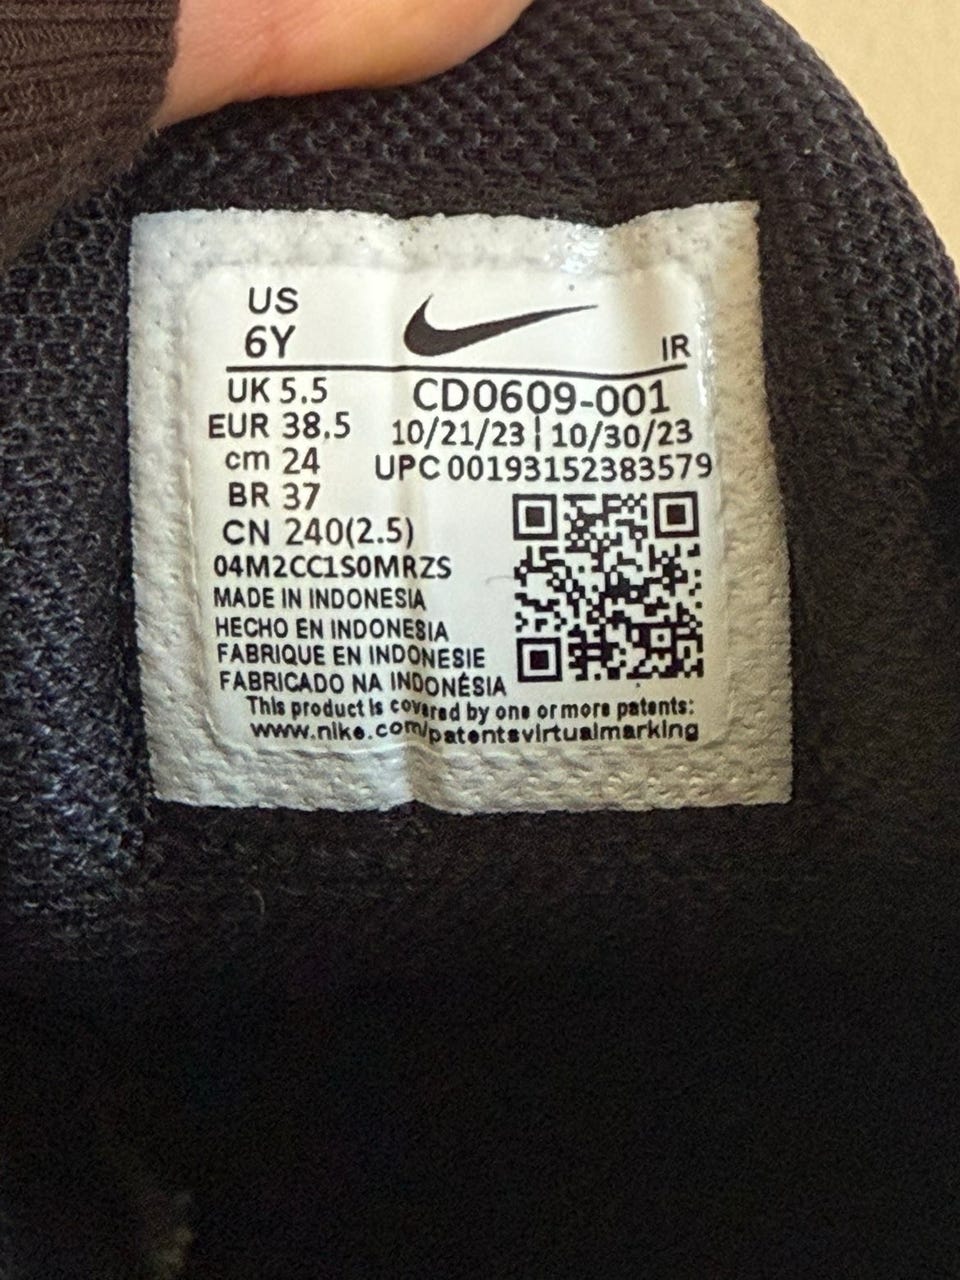 US
6Y
IR
UK 5.5
EUR 38.5
cm 24
BR 37
CN 240(2.5)
CD0609-001
10/21/23 | 10/30/23
UPC 00193152383579
04M2CC1S0MRZS
MADE IN INDONESIA
HECHO EN INDONESIA
FABRIQUE EN INDONESIE
FABRICADO NA INDONÉSIA
This product is covered by one or more patents:
www.nike.com/patentsvirtualmarking